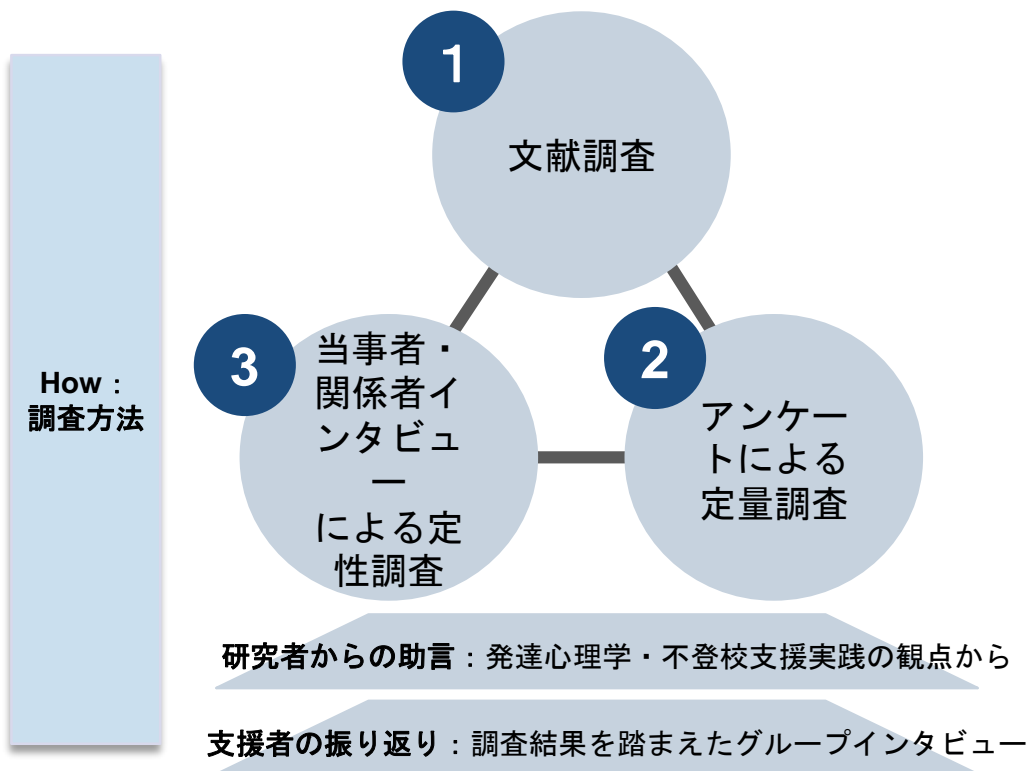 How：
調査方法
1
文献調査
2
アンケー
トによる
定量調査
3
当事者・
関係者イ
ンタビュ
ー
による定
性調査
研究者からの助言：発達心理学・不登校支援実践の観点から
支援者の振り返り：調査結果を踏まえたグループインタビュー